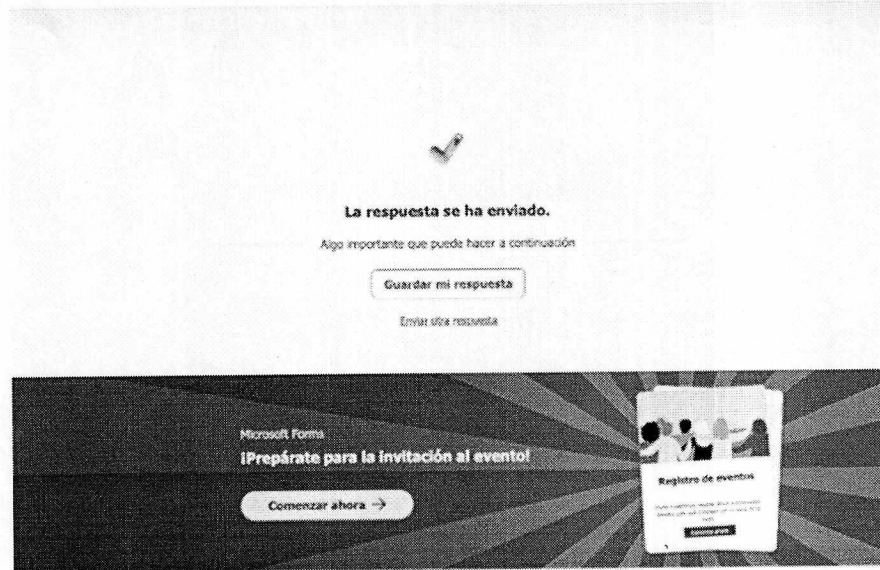 La respuesta se ha enviado.
Algo importante que puede hacer a continuación
Guardar mi respuesta
Enviar otra respuesta
Microsoft Forms
¡Prepárate para la invitación al evento!
Comenzar ahora →
Registro de eventos